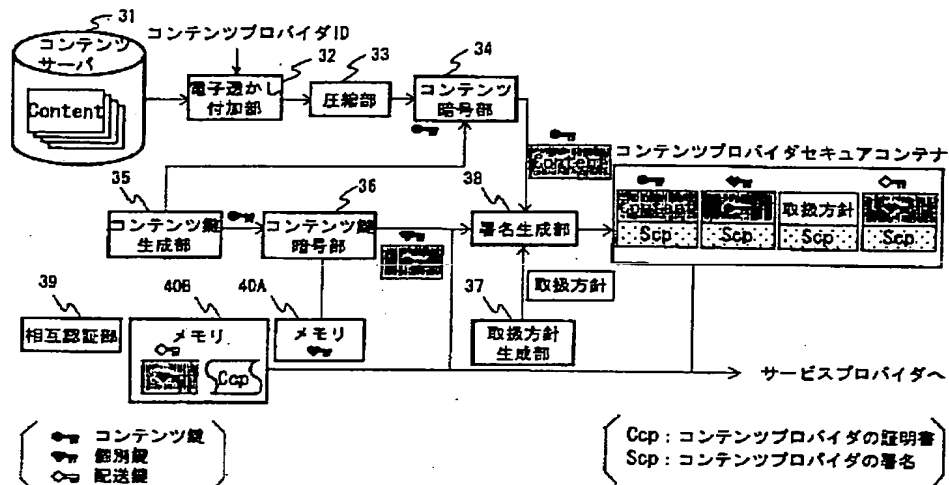 31
コンテンツ
サーバ
Content
コンテンツプロバイダID
32
電子透かし
付加部
33
圧縮部
34
コンテンツ
暗号部
Content
コンテンツプロバイダセキュアコンテナ
Content
取扱方針
Scp
Scp
Scp
Scp
35
コンテンツ鍵
生成部
36
コンテンツ鍵
暗号部
38
署名生成部
取扱方針
37
取扱方針
生成部
39
相互認証部
40B
メモリ
Ccp
40A
メモリ
サービスプロバイダへ
コンテンツ鍵
個別鍵
配送鍵
Ccp：コンテンツプロバイダの証明書
Scp：コンテンツプロバイダの署名